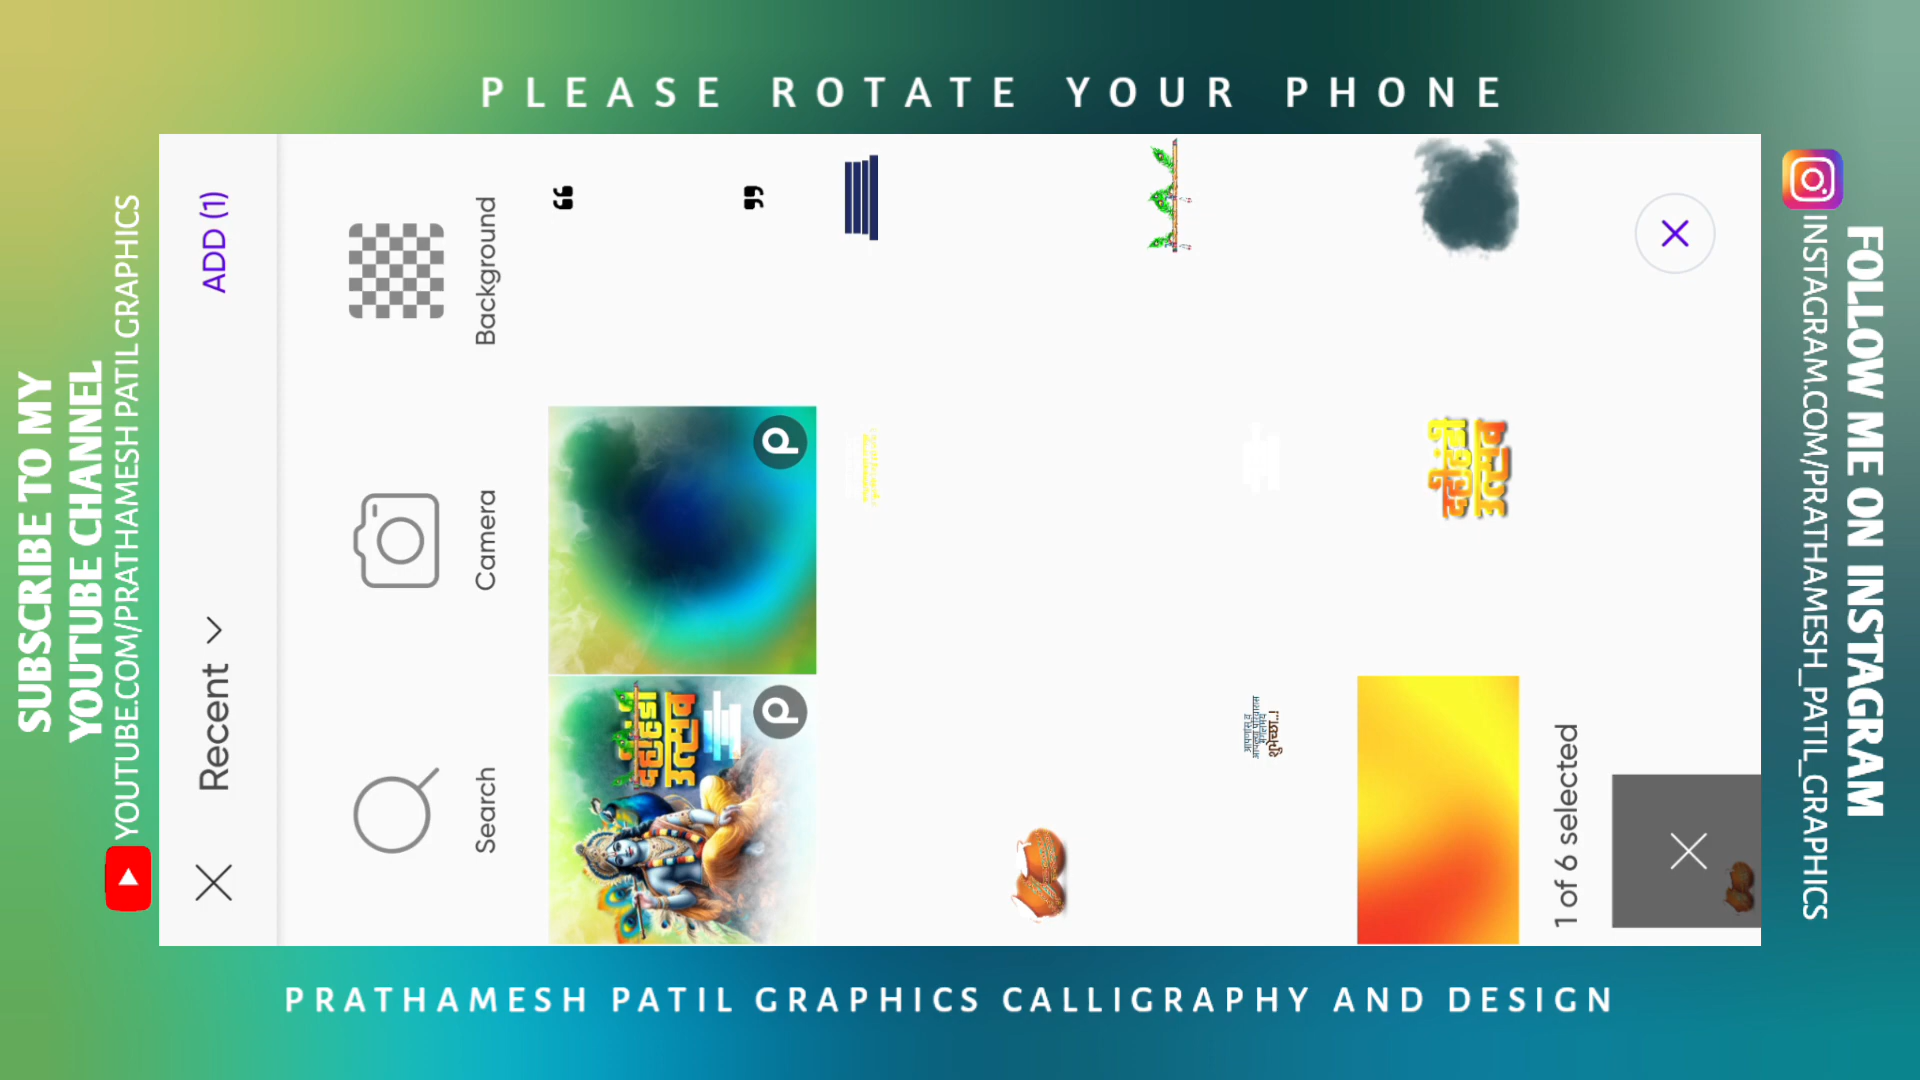 PLEASE ROTATE YOUR PHONE
SUBSCRIBE TO MY
YOUTUBE CHANNEL
YOUTUBE.COM/PRATHAMESH PATIL GRAPHICS
Recent
ADD (1)
Search
Camera
Background
1 of 6 selected
INSTAGRAM.COM/PRATHAMESH_PATIL_GRAPHICS
FOLLOW ME ON INSTAGRAM
PRATHAMESH PATIL GRAPHICS CALLIGRAPHY AND DESIGN